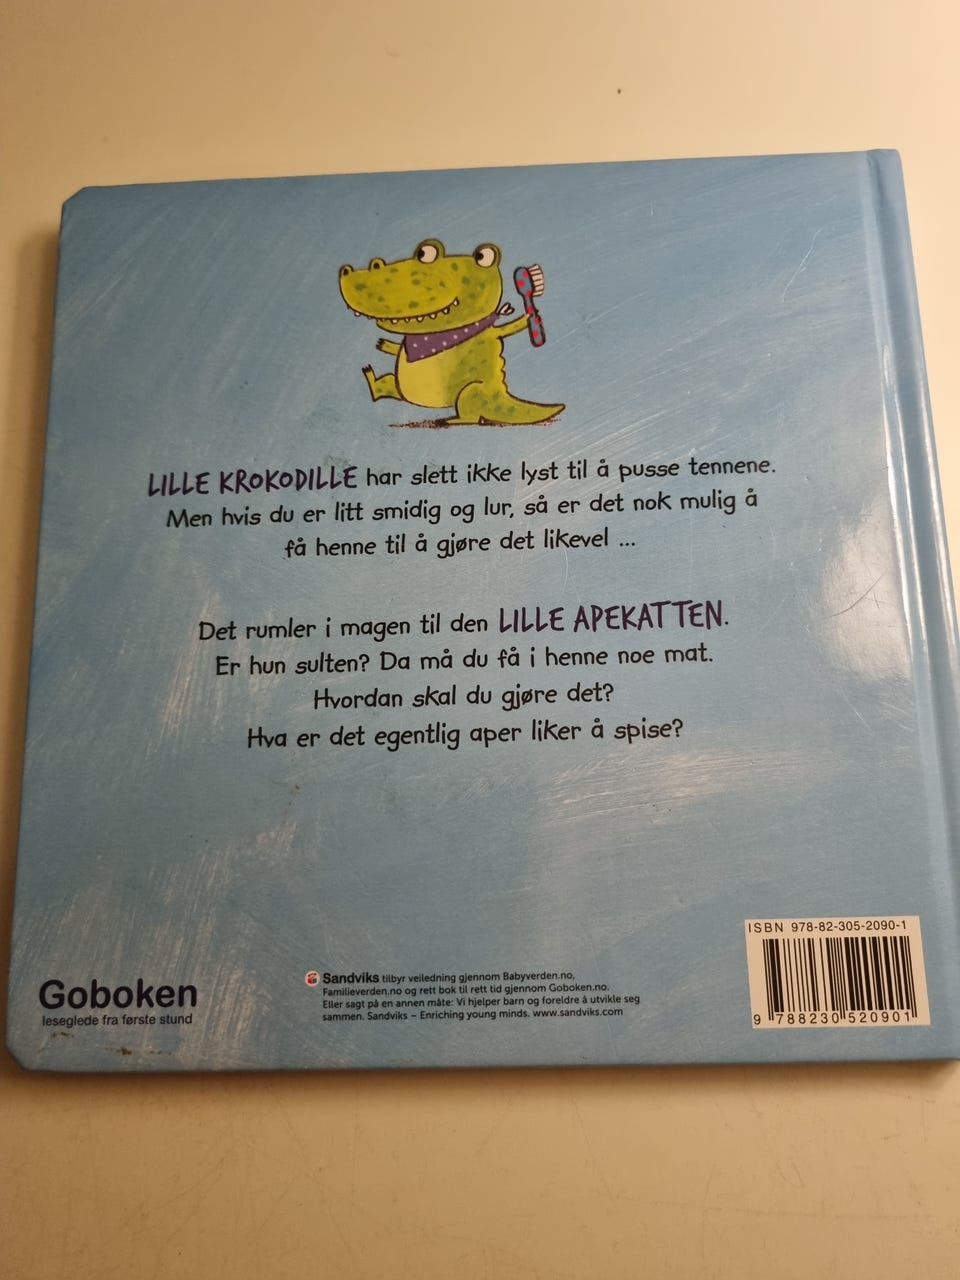 LILLE KROKODILLE har slett ikke lyst til å pusse tennene.
Men hvis du er litt smidig og lur, så er det nok mulig å
få henne til å gjøre det likevel ...
Det rumler i magen til den LILLE APEKATTEN.
Er hun sulten? Da må du få i henne noe mat.
Hvordan skal du gjøre det?
Hva er det egentlig aper liker å spise?
Goboken
leseglede fra første stund
Sandviks tilbyr veiledning gjennom Babyverden.no,
Familieverden.no og rett bok til rett tid gjennom Goboken.no.
Eller sagt på en annen måte: Vi hjelper barn og foreldre å utvikle seg
sammen. Sandviks – Enriching young minds. www.sandviks.com
ISBN 978-82-305-2090-1
9 788230 520901